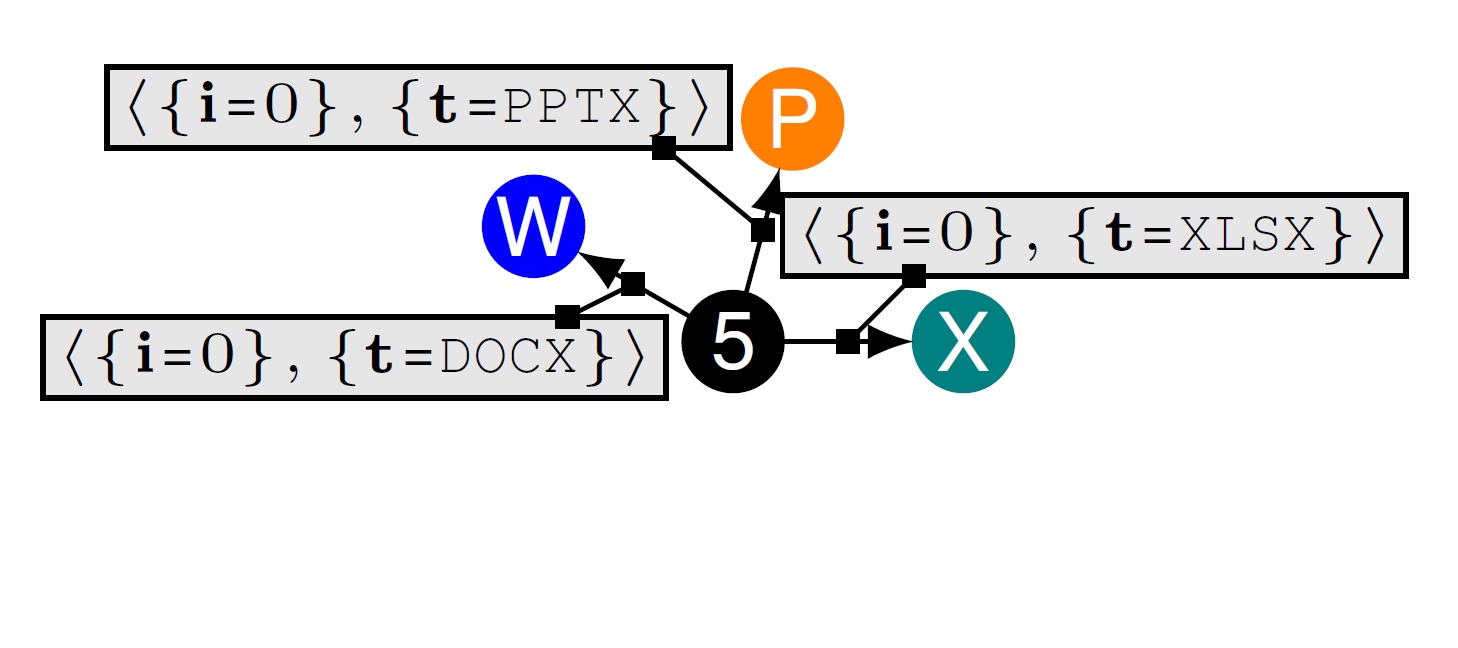 ⟨{i=0}, {t=PPTX}⟩
P
W
⟨{i=0}, {t=XLSX}⟩
⟨{i=0}, {t=DOCX}⟩
5
X